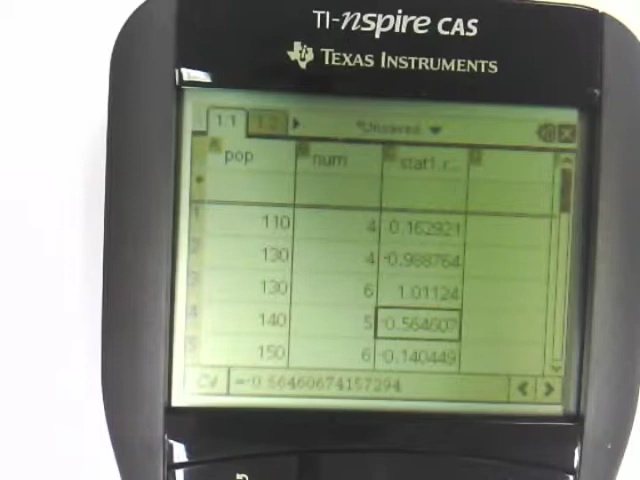 TI-nspire CAS
TEXAS INSTRUMENTS
1.1 1.2 *Unsaved
A pop B num C stat1.r... D
1 110 4 0.162921
2 130 4 -0.988764
3 130 6 1.01124
4 140 5 -0.564607
5 150 6 -0.140449
C4 =-0.56460674157294